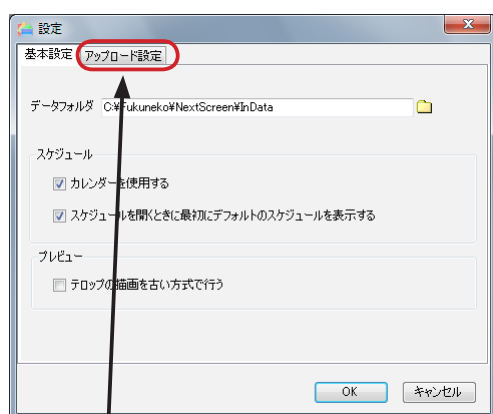 設定
基本設定 アップロード設定
データフォルダ C:¥Fukuneko¥NextScreen¥InData
スケジュール
カレンダーを使用する
スケジュールを開くときに最初にデフォルトのスケジュールを表示する
プレビュー
テロップの描画を古い方式で行う
OK キャンセル